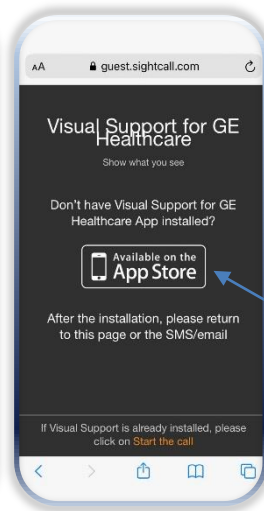 AA guest.sightcall.com
Visual Support for GE
Healthcare
Show what you see
Don't have Visual Support for GE
Healthcare App installed?
Available on the
App Store
After the installation, please return
to this page or the SMS/email
If Visual Support is already installed, please
click on Start the call